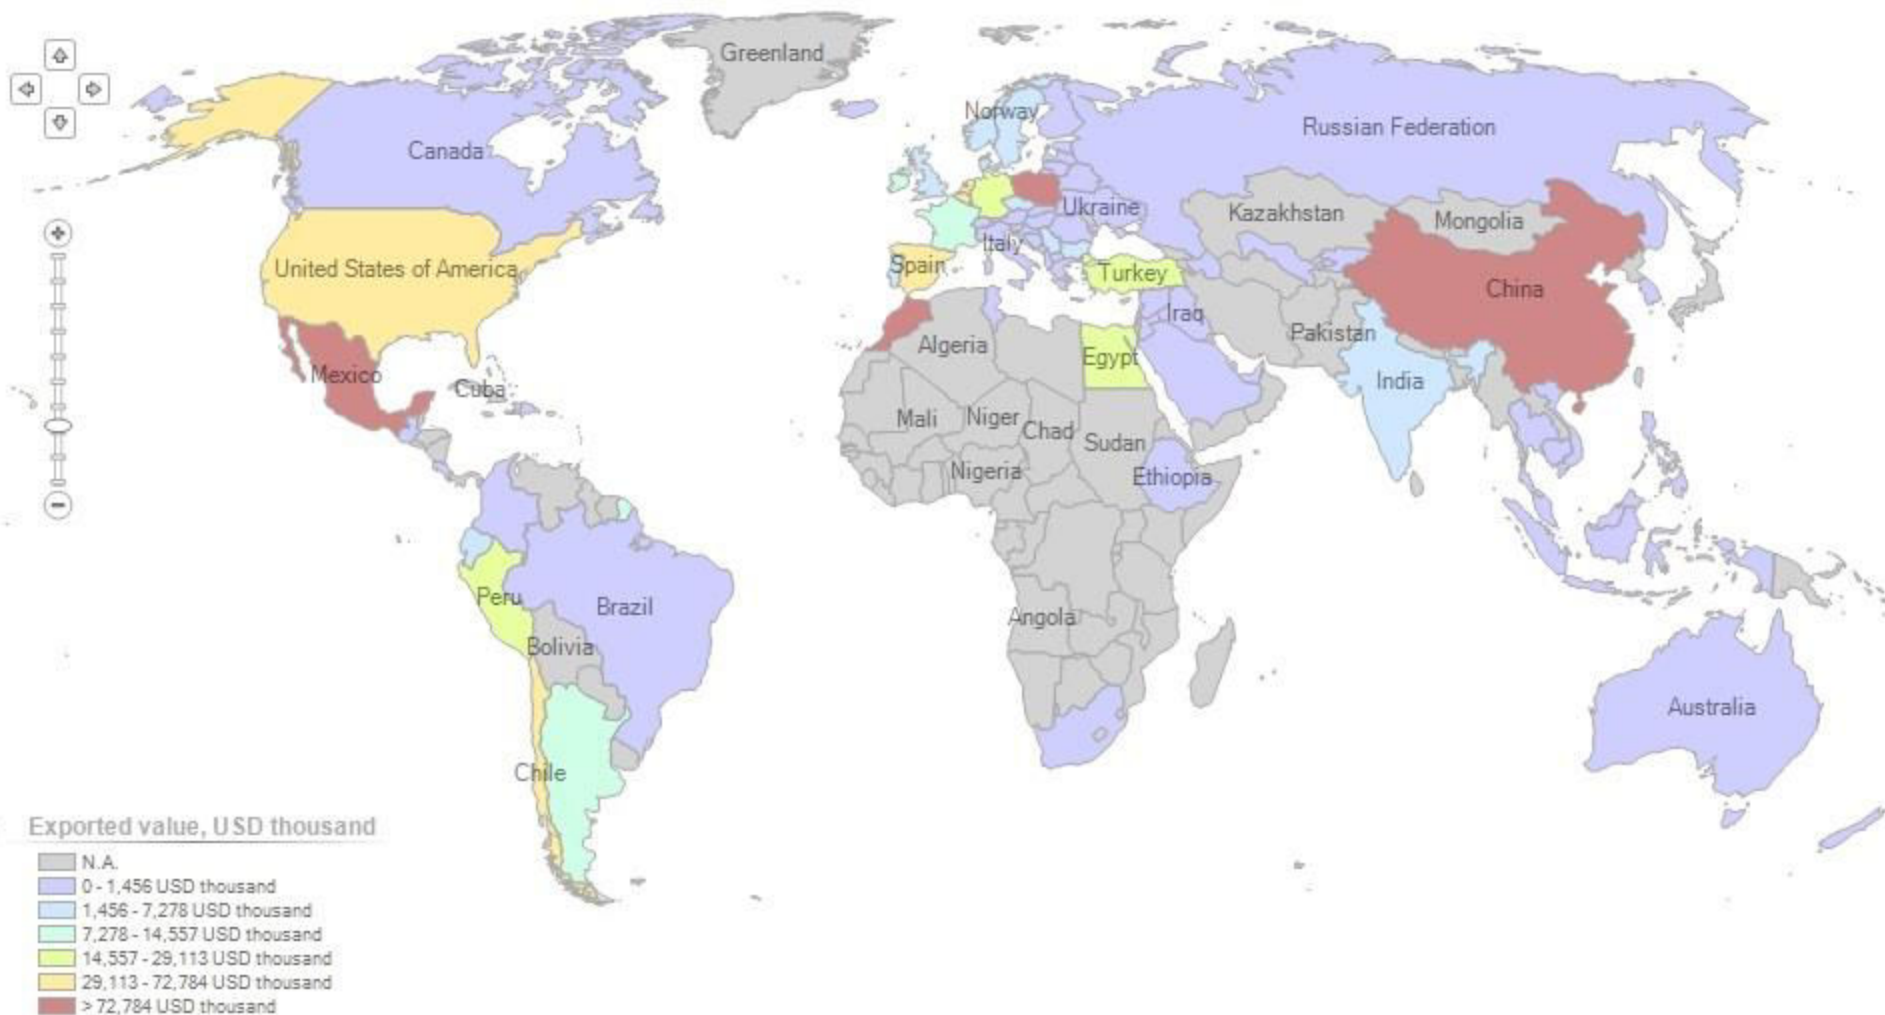 Greenland
Norway
Russian Federation
Canada
Ukraine
Kazakhstan
Mongolia
Italy
United States of America
Spain
Turkey
China
Iraq
Pakistan
Algeria
Egypt
Mexico
Cuba
India
Mali
Niger
Chad
Sudan
Nigeria
Ethiopia
Peru
Brazil
Angola
Bolivia
Australia
Chile
Exported value, USD thousand
N.A.
0 - 1,456 USD thousand
1,456 - 7,278 USD thousand
7,278 - 14,557 USD thousand
14,557 - 29,113 USD thousand
29,113 - 72,784 USD thousand
> 72,784 USD thousand